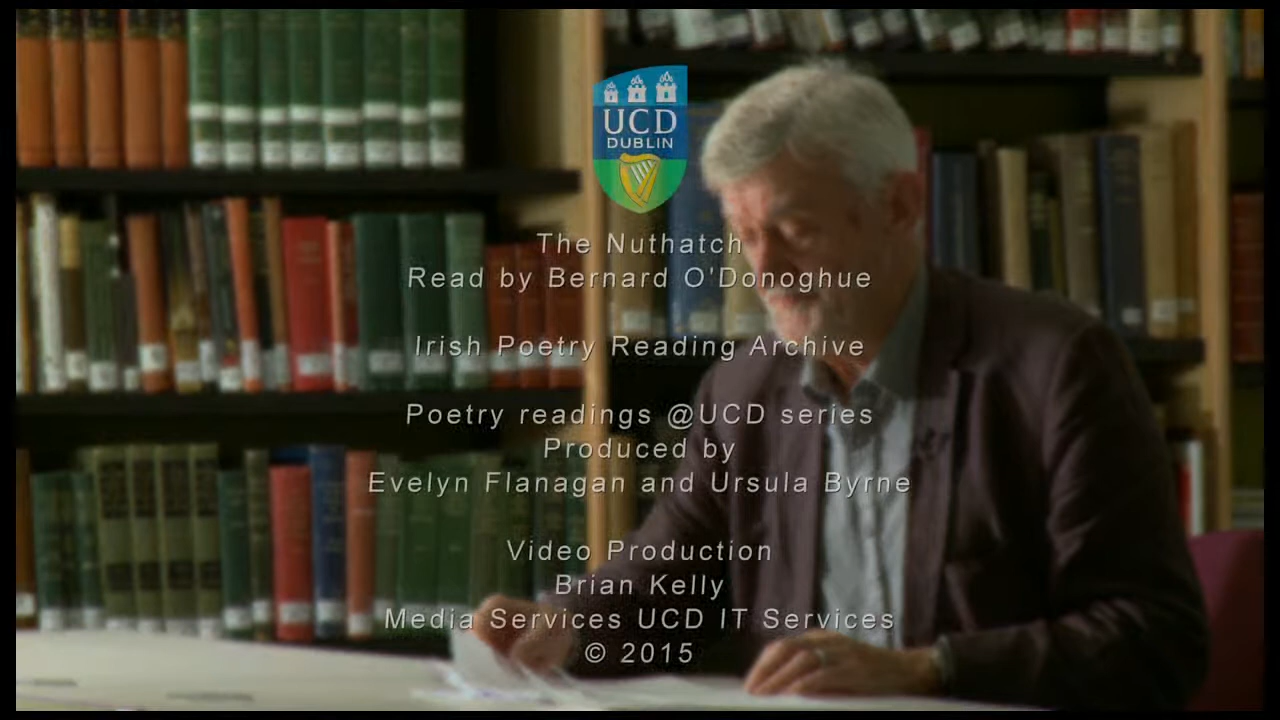 UCD
DUBLIN
The Nuthatch
Read by Bernard O'Donoghue
Irish Poetry Reading Archive
Poetry readings @UCD series
Produced by
Evelyn Flanagan and Ursula Byrne
Video Production
Brian Kelly
Media Services UCD IT Services
© 2015